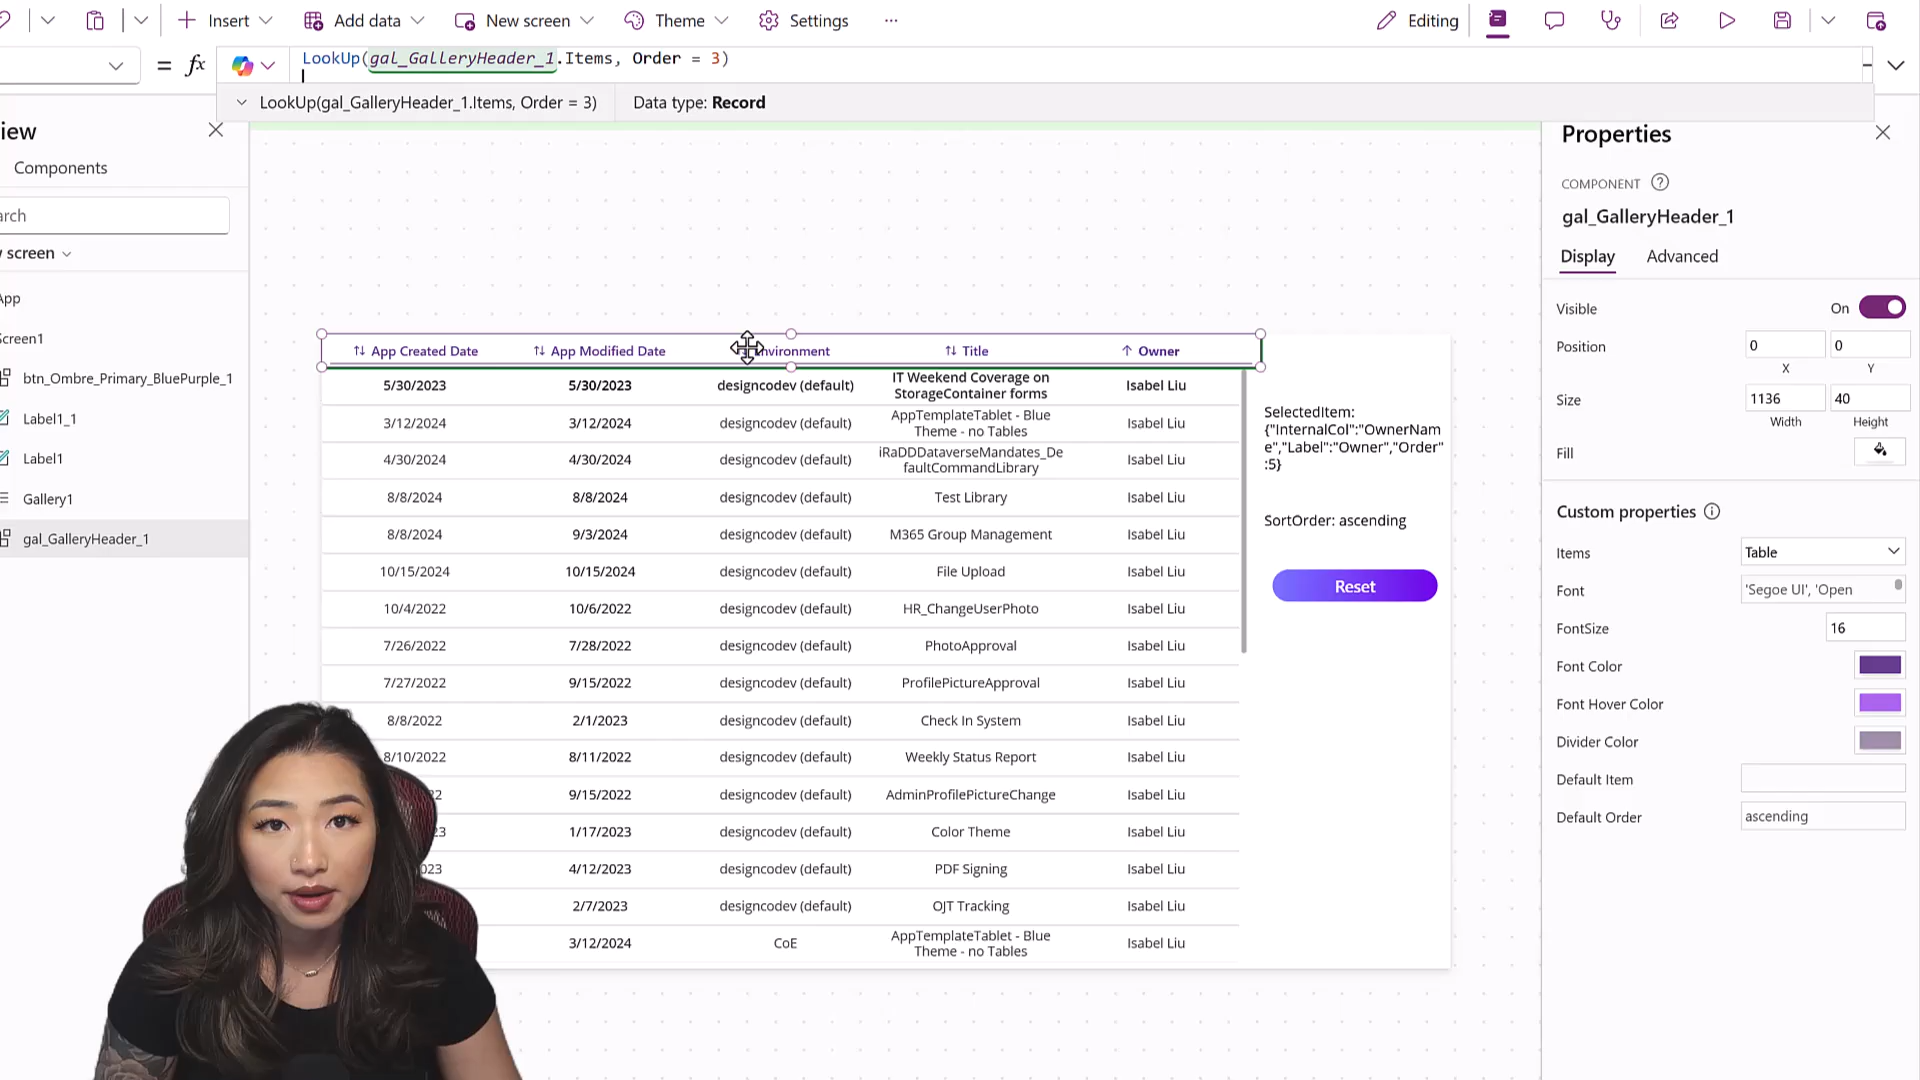 Insert
Add data
New screen
Theme
Settings
...
Editing
= fx
LookUp(gal_GalleryHeader_1.Items, Order = 3)
LookUp(gal_GalleryHeader_1.Items, Order = 3)
Data type: Record
iew
Components
arch
screen
App
Screen1
btn_Ombre_Primary_BluePurple_1
Label1_1
Label1
Gallery1
gal_GalleryHeader_1
App Created Date
App Modified Date
nvironment
Title
Owner
5/30/2023
5/30/2023
designcodev (default)
IT Weekend Coverage on
StorageContainer forms
Isabel Liu
3/12/2024
3/12/2024
designcodev (default)
AppTemplateTablet - Blue
Theme - no Tables
Isabel Liu
4/30/2024
4/30/2024
designcodev (default)
iRaDDDataverseMandates_De
faultCommandLibrary
Isabel Liu
8/8/2024
8/8/2024
designcodev (default)
Test Library
Isabel Liu
8/8/2024
9/3/2024
designcodev (default)
M365 Group Management
Isabel Liu
10/15/2024
10/15/2024
designcodev (default)
File Upload
Isabel Liu
10/4/2022
10/6/2022
designcodev (default)
HR_ChangeUserPhoto
Isabel Liu
7/26/2022
7/28/2022
designcodev (default)
PhotoApproval
Isabel Liu
7/27/2022
9/15/2022
designcodev (default)
ProfilePictureApproval
Isabel Liu
8/8/2022
2/1/2023
designcodev (default)
Check In System
Isabel Liu
8/10/2022
8/11/2022
designcodev (default)
Weekly Status Report
Isabel Liu
22
9/15/2022
designcodev (default)
AdminProfilePictureChange
Isabel Liu
23
1/17/2023
designcodev (default)
Color Theme
Isabel Liu
023
4/12/2023
designcodev (default)
PDF Signing
Isabel Liu
2/7/2023
designcodev (default)
OJT Tracking
Isabel Liu
3/12/2024
CoE
AppTemplateTablet - Blue
Theme - no Tables
Isabel Liu
SelectedItem:
{"InternalCol":"OwnerNam
e","Label":"Owner","Order"
:5}
SortOrder: ascending
Reset
Properties
COMPONENT
gal_GalleryHeader_1
Display
Advanced
Visible
On
Position
0
0
X
Y
Size
1136
40
Width
Height
Fill
Custom properties
Items
Table
Font
'Segoe UI', 'Open
FontSize
16
Font Color
Font Hover Color
Divider Color
Default Item
Default Order
ascending